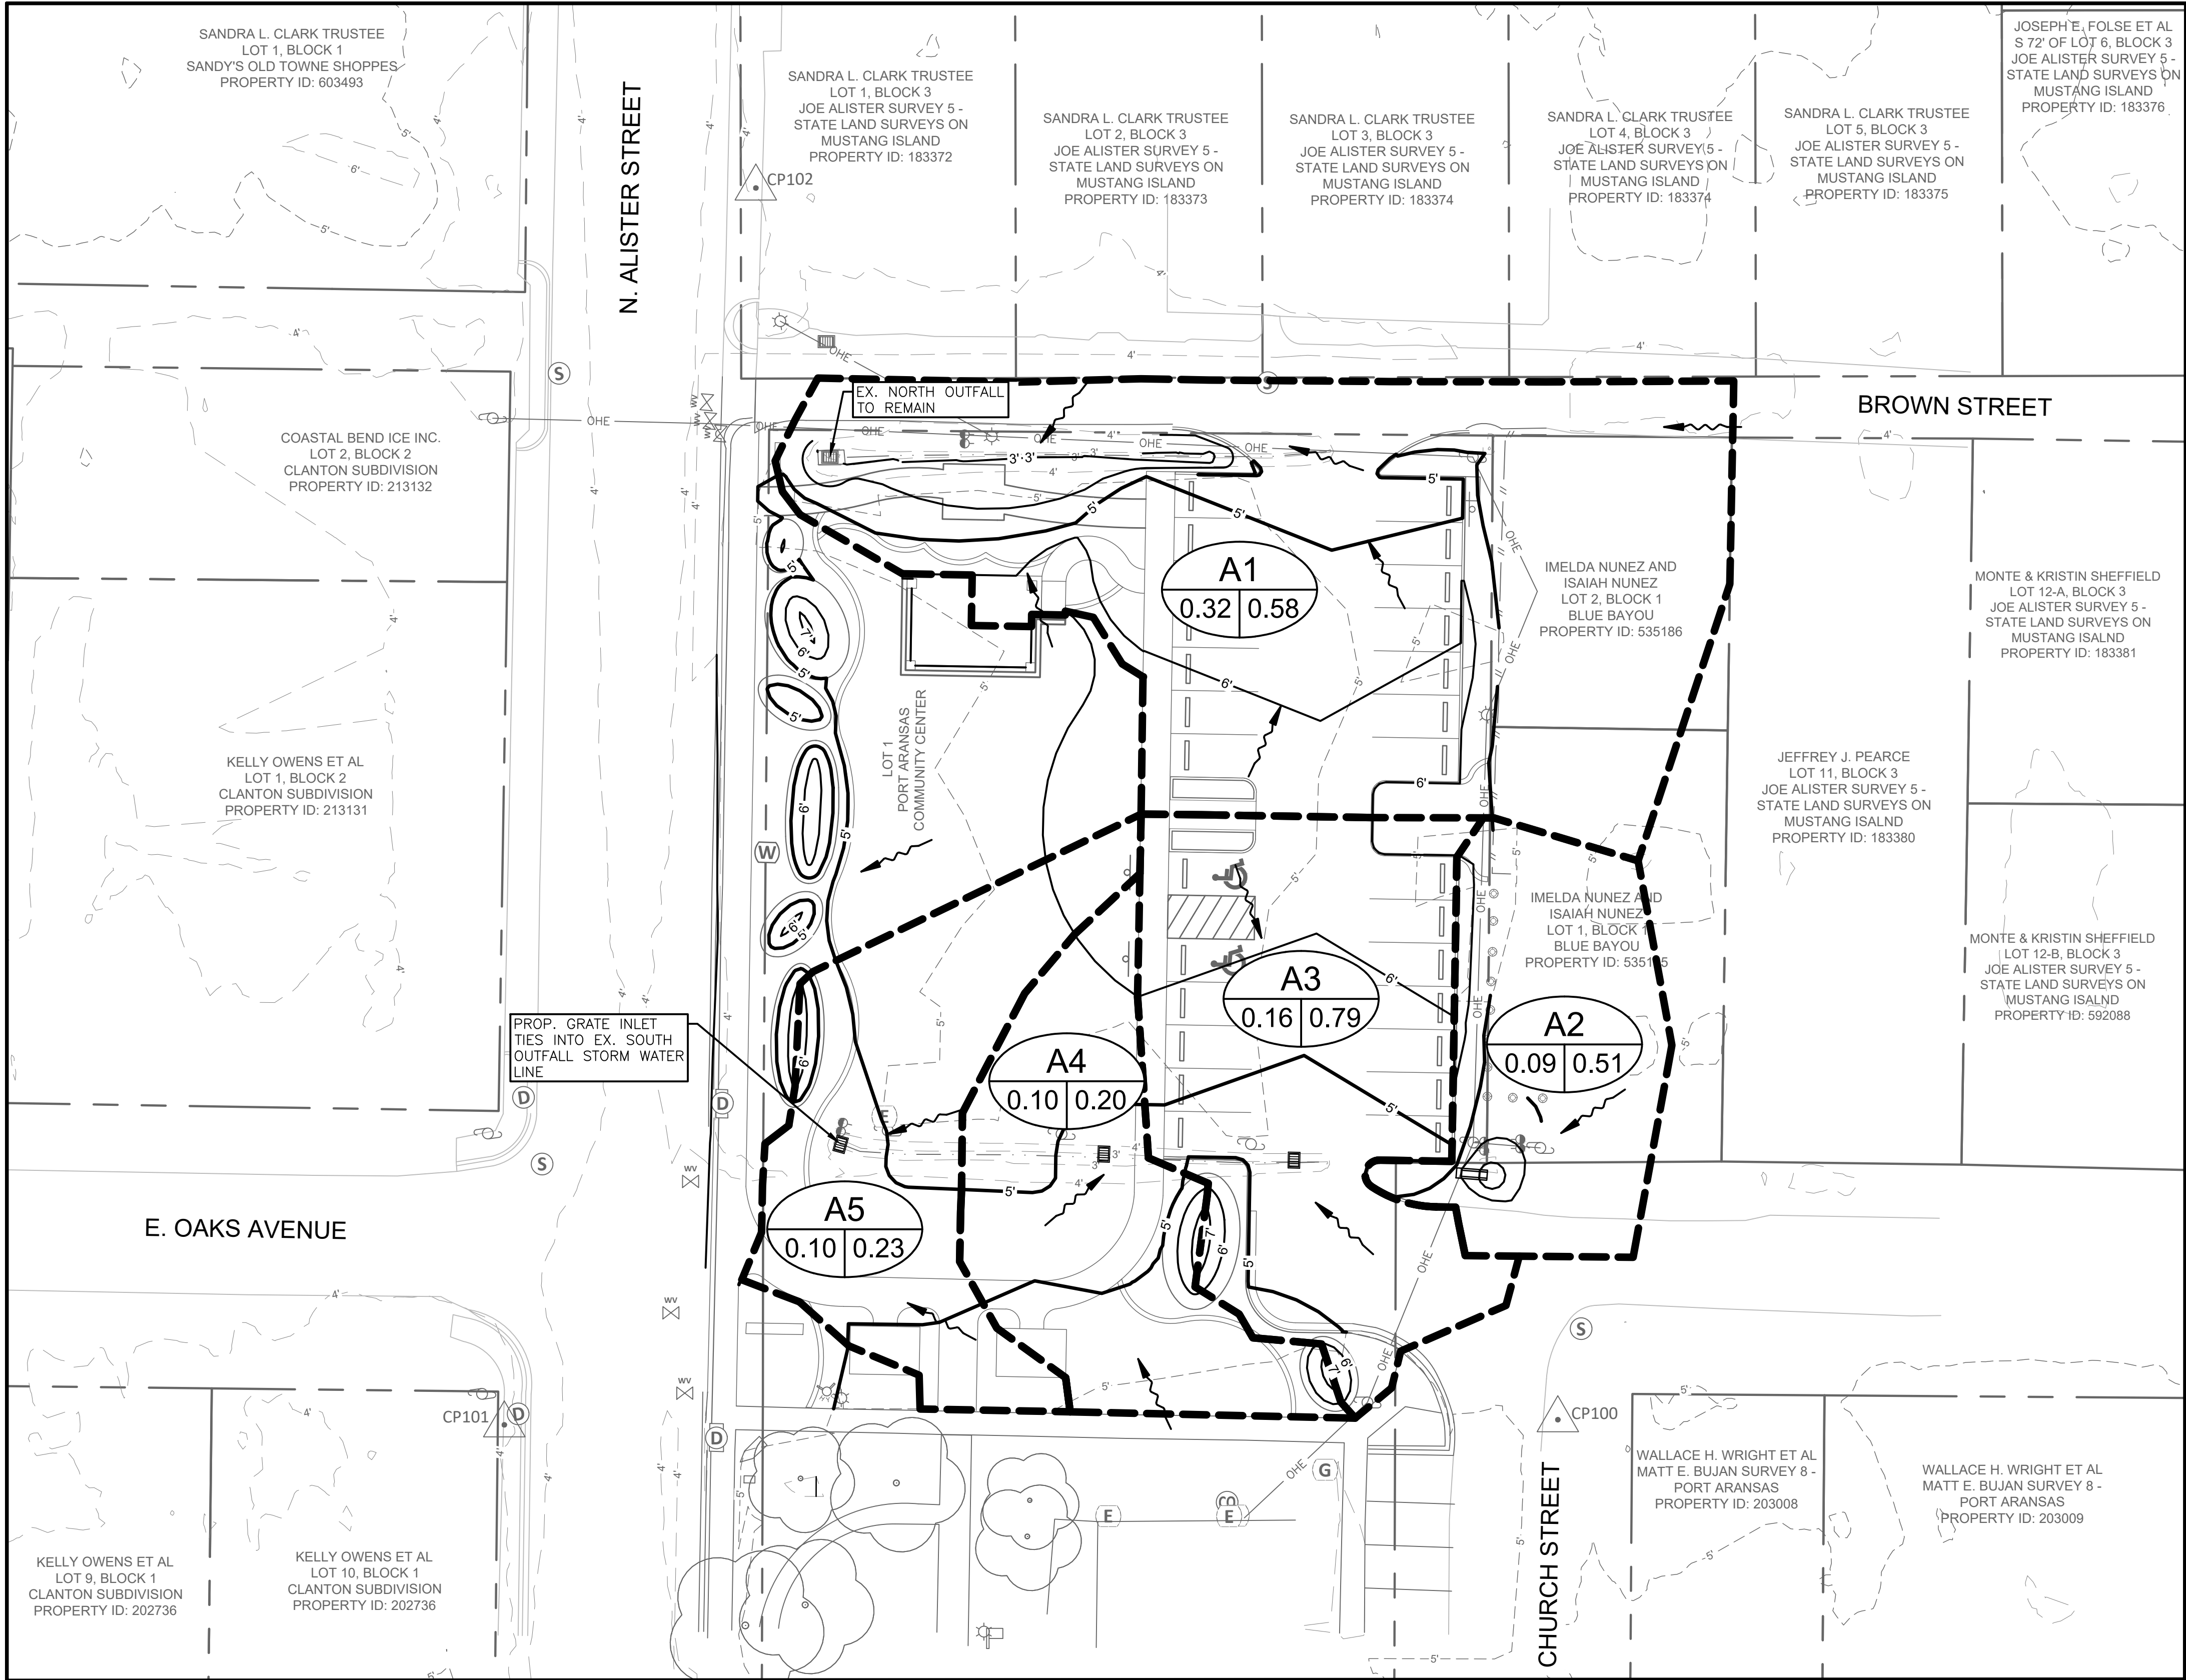 SANDRA L. CLARK TRUSTEE
LOT 1, BLOCK 1
SANDY'S OLD TOWNE SHOPPES
PROPERTY ID: 603493
N. ALISTER STREET
SANDRA L. CLARK TRUSTEE
LOT 1, BLOCK 3
JOE ALISTER SURVEY 5 -
STATE LAND SURVEYS ON
MUSTANG ISLAND
PROPERTY ID: 183372
CP102
SANDRA L. CLARK TRUSTEE
LOT 2, BLOCK 3
JOE ALISTER SURVEY 5 -
STATE LAND SURVEYS ON
MUSTANG ISLAND
PROPERTY ID: 183373
SANDRA L. CLARK TRUSTEE
LOT 3, BLOCK 3
JOE ALISTER SURVEY 5 -
STATE LAND SURVEYS ON
MUSTANG ISLAND
PROPERTY ID: 183374
SANDRA L. CLARK TRUSTEE
LOT 4, BLOCK 3
JOE ALISTER SURVEY 5 -
STATE LAND SURVEYS ON
MUSTANG ISLAND
PROPERTY ID: 183374
SANDRA L. CLARK TRUSTEE
LOT 5, BLOCK 3
JOE ALISTER SURVEY 5 -
STATE LAND SURVEYS ON
MUSTANG ISLAND
PROPERTY ID: 183375
JOSEPH E. FOLSE ET AL
S 72' OF LOT 6, BLOCK 3
JOE ALISTER SURVEY 5 -
STATE LAND SURVEYS ON
MUSTANG ISLAND
PROPERTY ID: 183376
EX. NORTH OUTFALL
TO REMAIN
BROWN STREET
COASTAL BEND ICE INC.
LOT 2, BLOCK 2
CLANTON SUBDIVISION
PROPERTY ID: 213132
A1
0.32 0.58
IMELDA NUNEZ AND
ISAIAH NUNEZ
LOT 2, BLOCK 1
BLUE BAYOU
PROPERTY ID: 535186
MONTE & KRISTIN SHEFFIELD
LOT 12-A, BLOCK 3
JOE ALISTER SURVEY 5 -
STATE LAND SURVEYS ON
MUSTANG ISALND
PROPERTY ID: 183381
KELLY OWENS ET AL
LOT 1, BLOCK 2
CLANTON SUBDIVISION
PROPERTY ID: 213131
LOT 1
PORT ARANSAS
COMMUNITY CENTER
JEFFREY J. PEARCE
LOT 11, BLOCK 3
JOE ALISTER SURVEY 5 -
STATE LAND SURVEYS ON
MUSTANG ISALND
PROPERTY ID: 183380
IMELDA NUNEZ AND
ISAIAH NUNEZ
LOT 1, BLOCK 1
BLUE BAYOU
PROPERTY ID:
MONTE & KRISTIN SHEFFIELD
LOT 12-B, BLOCK 3
JOE ALISTER SURVEY 5 -
STATE LAND SURVEYS ON
MUSTANG ISALND
PROPERTY ID: 592088
PROP. GRATE INLET
TIES INTO EX. SOUTH
OUTFALL STORM WATER
LINE
A3
0.16 0.79
A2
0.09 0.51
A4
0.10 0.20
A5
0.10 0.23
E. OAKS AVENUE
CP101
CP100
CHURCH STREET
WALLACE H. WRIGHT ET AL
MATT E. BUJAN SURVEY 8 -
PORT ARANSAS
PROPERTY ID: 203008
WALLACE H. WRIGHT ET AL
MATT E. BUJAN SURVEY 8 -
PORT ARANSAS
PROPERTY ID: 203009
KELLY OWENS ET AL
LOT 9, BLOCK 1
CLANTON SUBDIVISION
PROPERTY ID: 202736
KELLY OWENS ET AL
LOT 10, BLOCK 1
CLANTON SUBDIVISION
PROPERTY ID: 202736